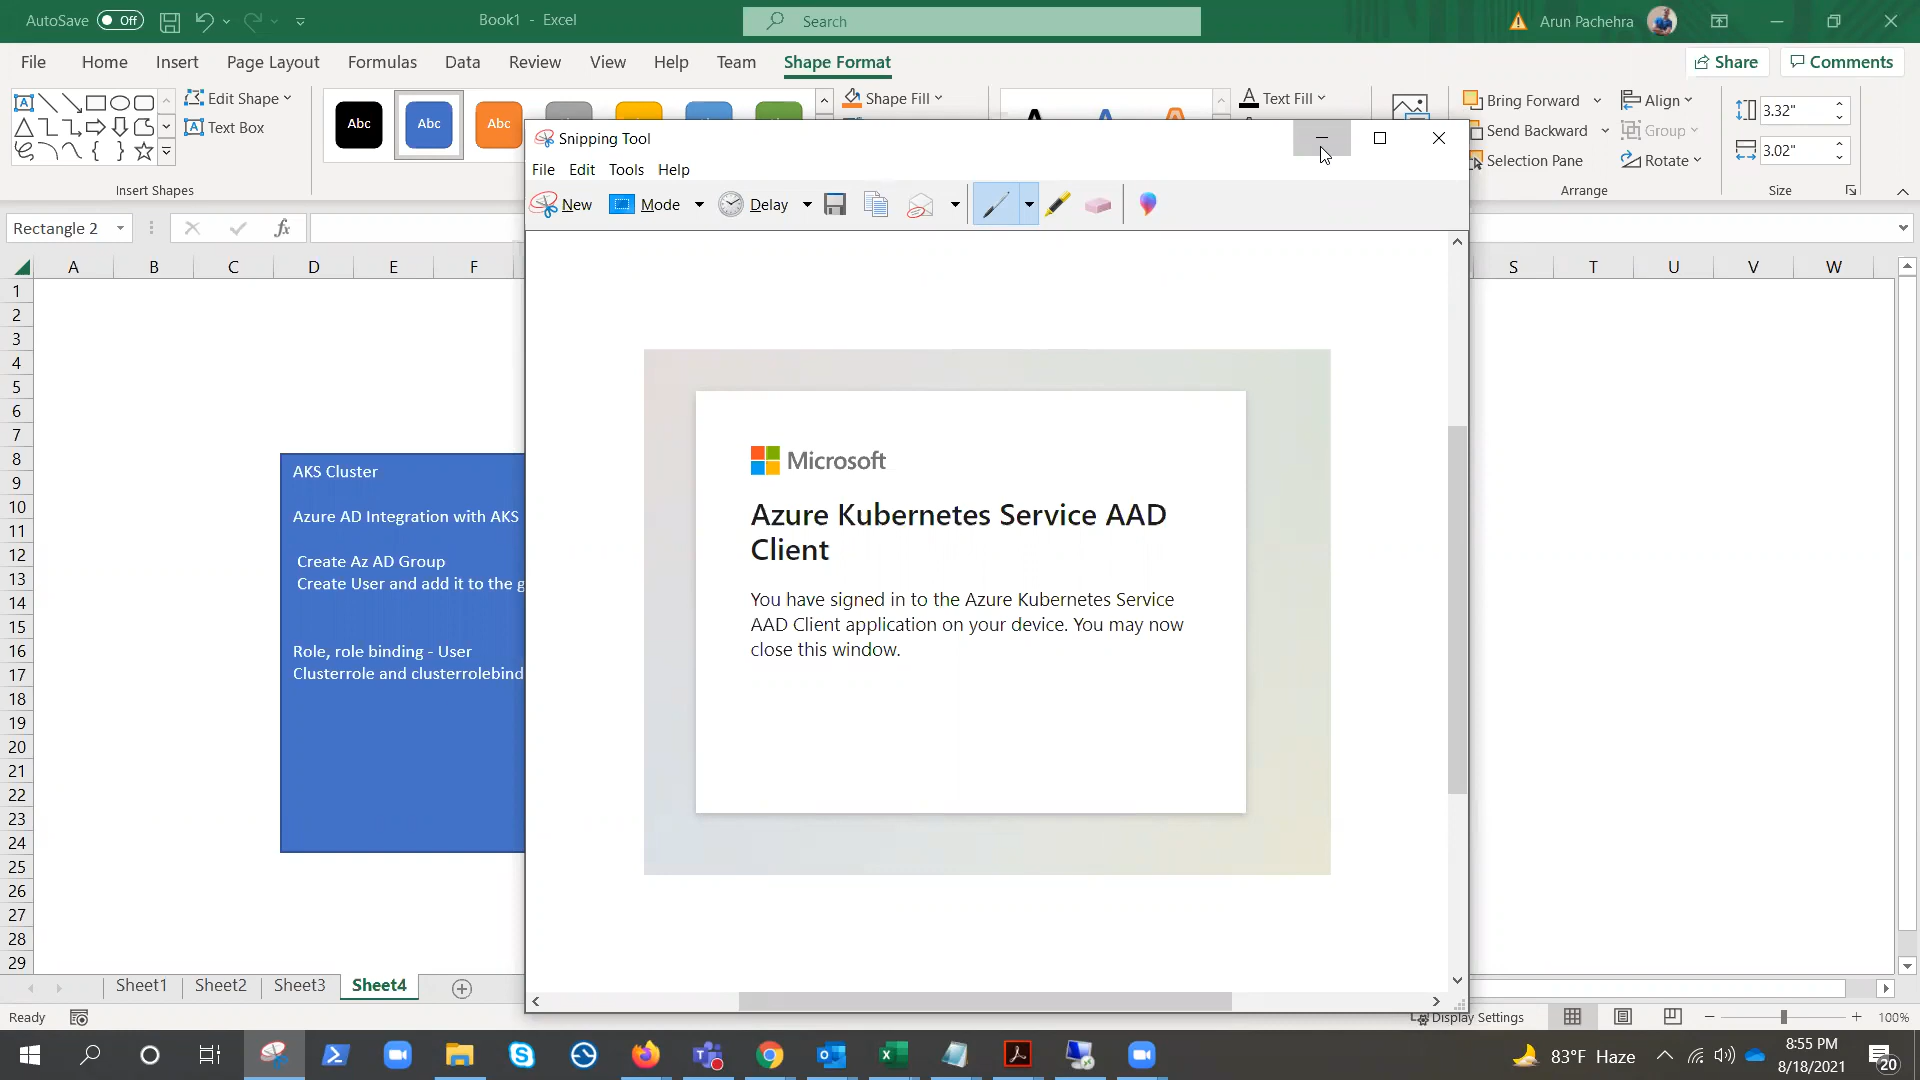 AutoSave Off Book1 - Excel Search Arun Pachehra
File Home Insert Page Layout Formulas Data Review View Help Team Shape Format Share Comments
Edit Shape
Text Box
Insert Shapes
Abc Abc Abc
Shape Fill
Text Fill
Bring Forward
Send Backward
Selection Pane
Align
Group
Rotate
Arrange
3.32"
3.02"
Size
Snipping Tool
File Edit Tools Help
New Mode Delay
Rectangle 2 fx
A B C D E F S T U V W
1
2
3
4
5
6
7
8
9
10
11
12
13
14
15
16
17
18
19
20
21
22
23
24
25
26
27
28
29
AKS Cluster
Azure AD Integration with AKS
Create Az AD Group
Create User and add it to the g
Role, role binding - User
Clusterrole and clusterrolebind
Microsoft
Azure Kubernetes Service AAD
Client
You have signed in to the Azure Kubernetes Service
AAD Client application on your device. You may now
close this window.
Sheet1 Sheet2 Sheet3 Sheet4
Ready Display Settings 100%
83°F Haze
8:55 PM
8/18/2021
20